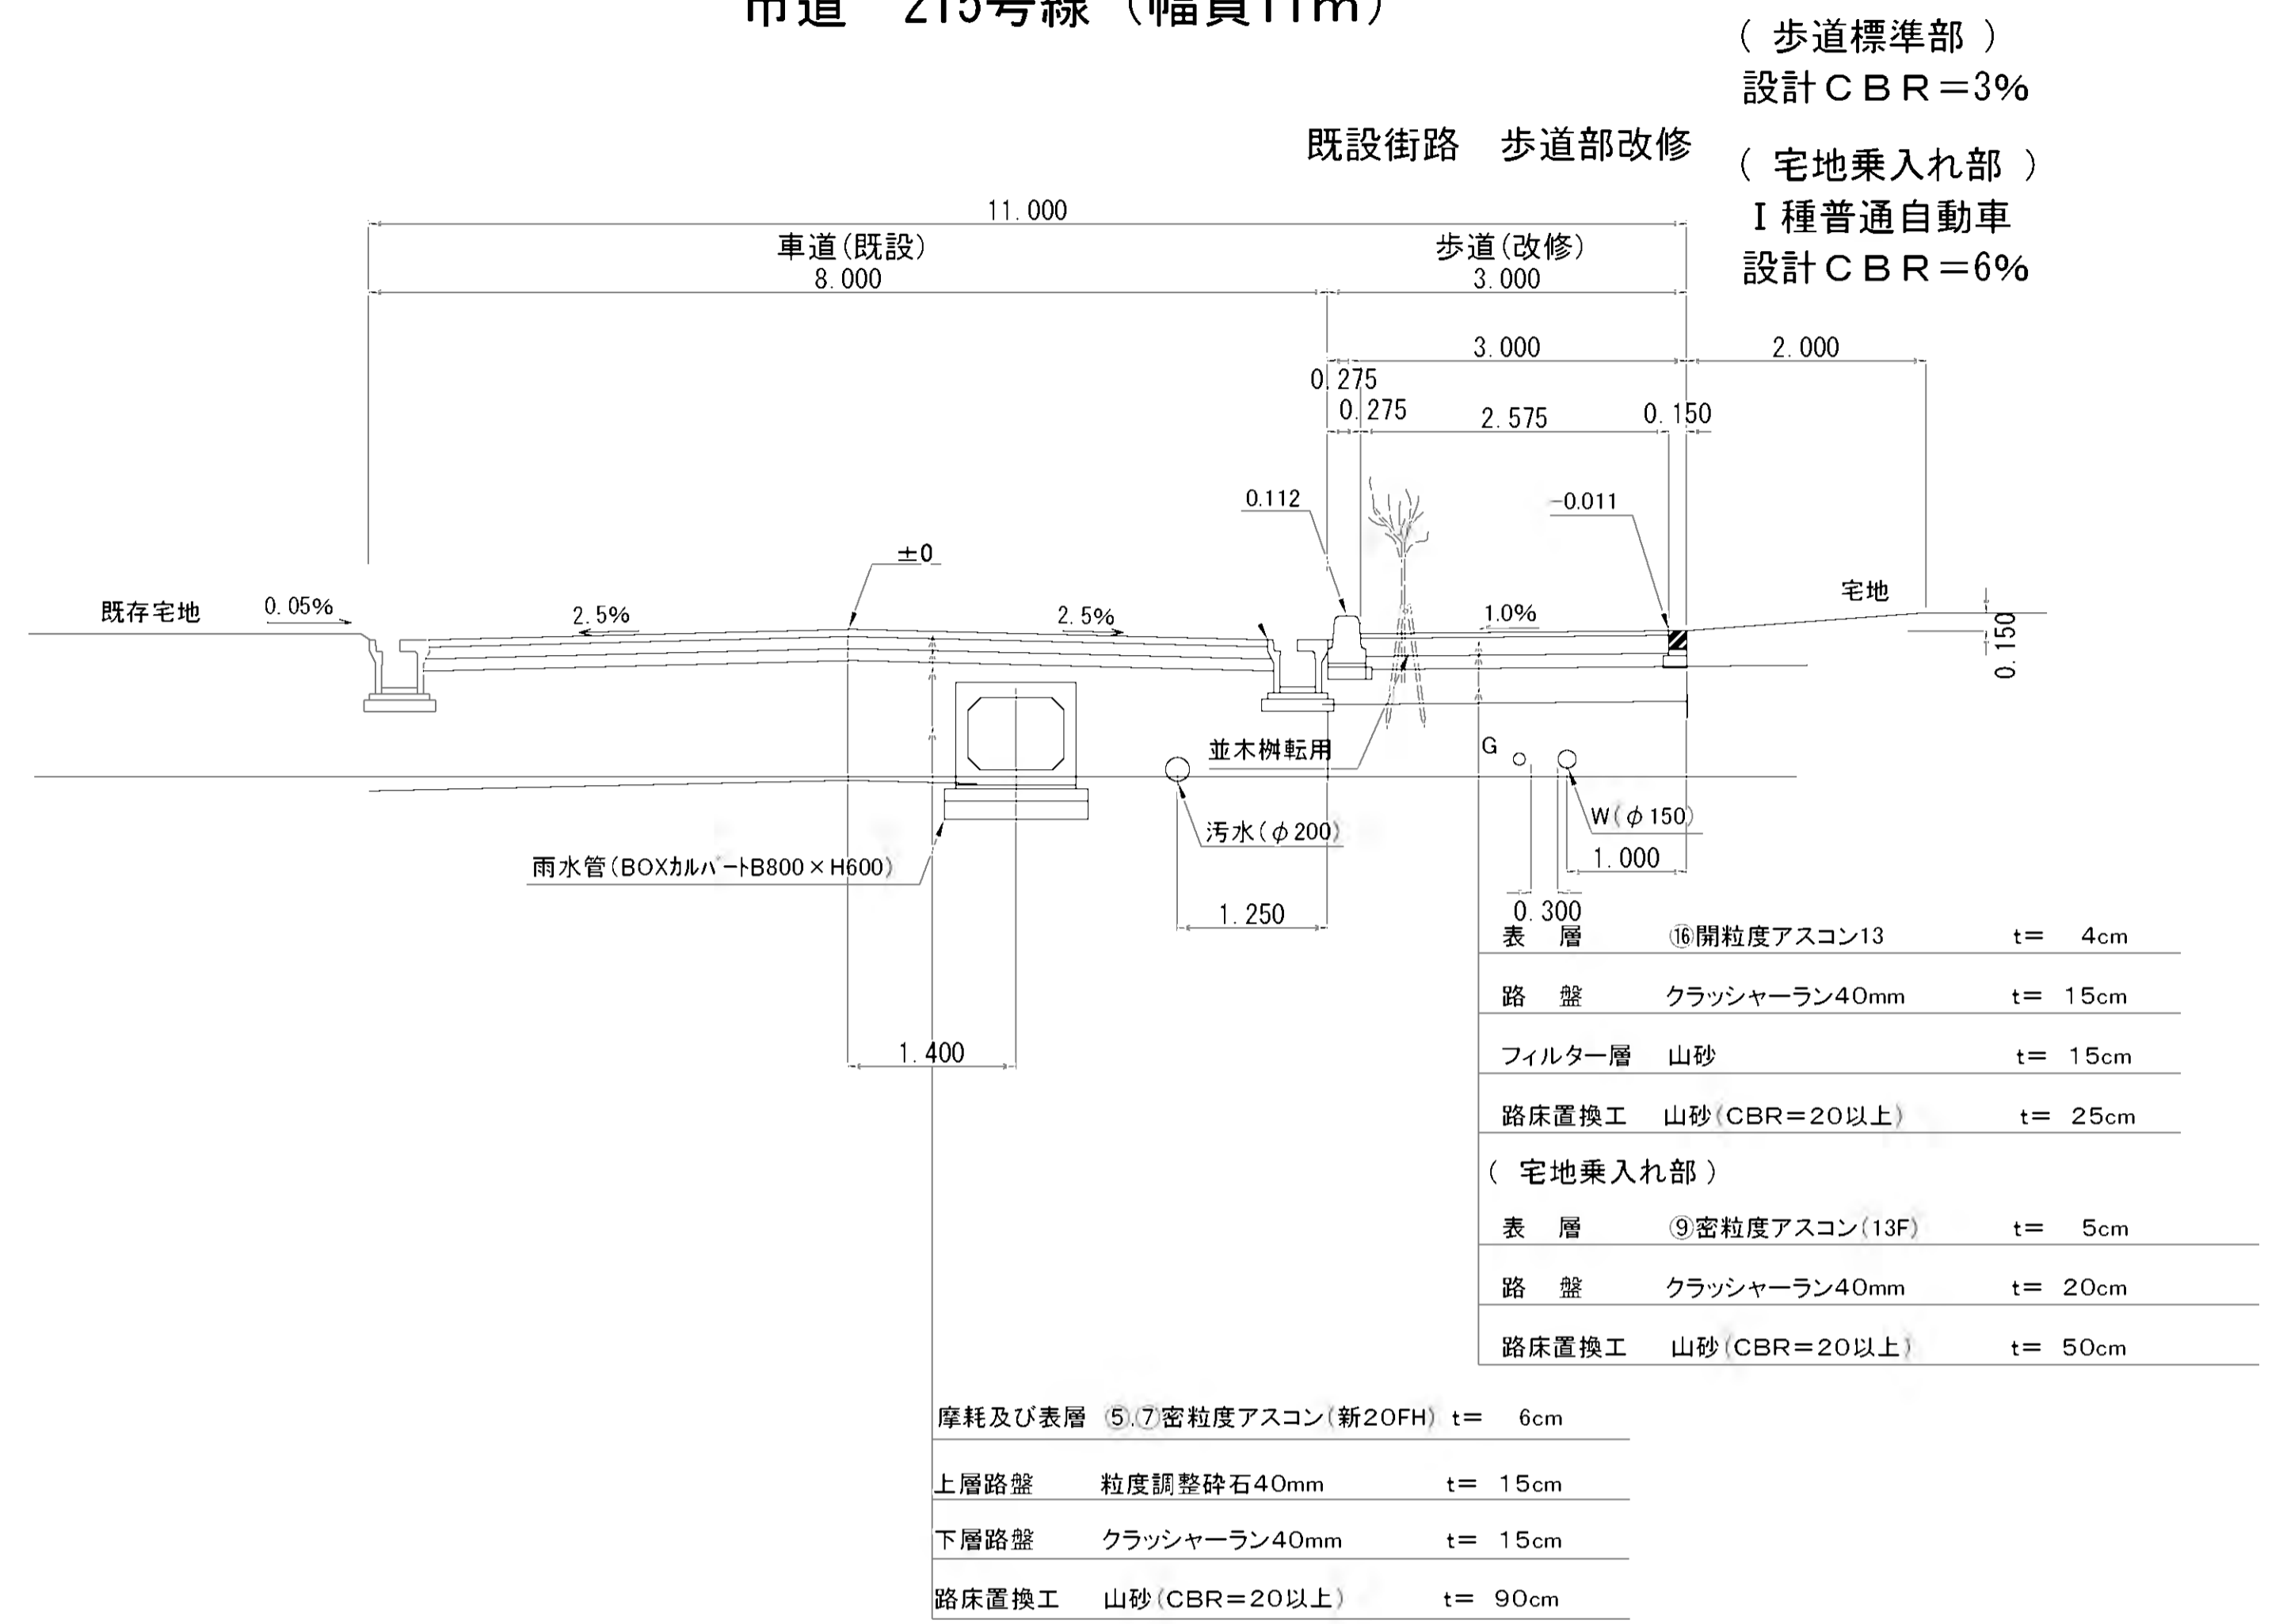 市道 215号線（幅員11m）
（ 歩道標準部 ）
設計ＣＢＲ＝3%
既設街路 歩道部改修
（ 宅地乗入れ部 ）
Ⅰ種普通自動車
設計ＣＢＲ＝6%
11.000
車道(既設)
歩道(改修)
8.000
3.000
3.000
2.000
0.275
0.275
2.575
0.150
0.112
-0.011
±0
既存宅地
0.05%
2.5%
2.5%
1.0%
宅地
0.150
並木桝転用
G
W(φ150)
汚水(φ200)
雨水管(BOXカルバートB800×H600)
1.000
0.300
1.250
1.400
表 層 ⑯開粒度アスコン13 t= 4cm
路 盤 クラッシャーラン40mm t= 15cm
フィルター層 山砂 t= 15cm
路床置換工 山砂(CBR=20以上) t= 25cm
（ 宅地乗入れ部 ）
表 層 ⑨密粒度アスコン(13F) t= 5cm
路 盤 クラッシャーラン40mm t= 20cm
路床置換工 山砂(CBR=20以上) t= 50cm
摩耗及び表層 ⑤.⑦密粒度アスコン(新20FH) t= 6cm
上層路盤 粒度調整砕石40mm t= 15cm
下層路盤 クラッシャーラン40mm t= 15cm
路床置換工 山砂(CBR=20以上) t= 90cm